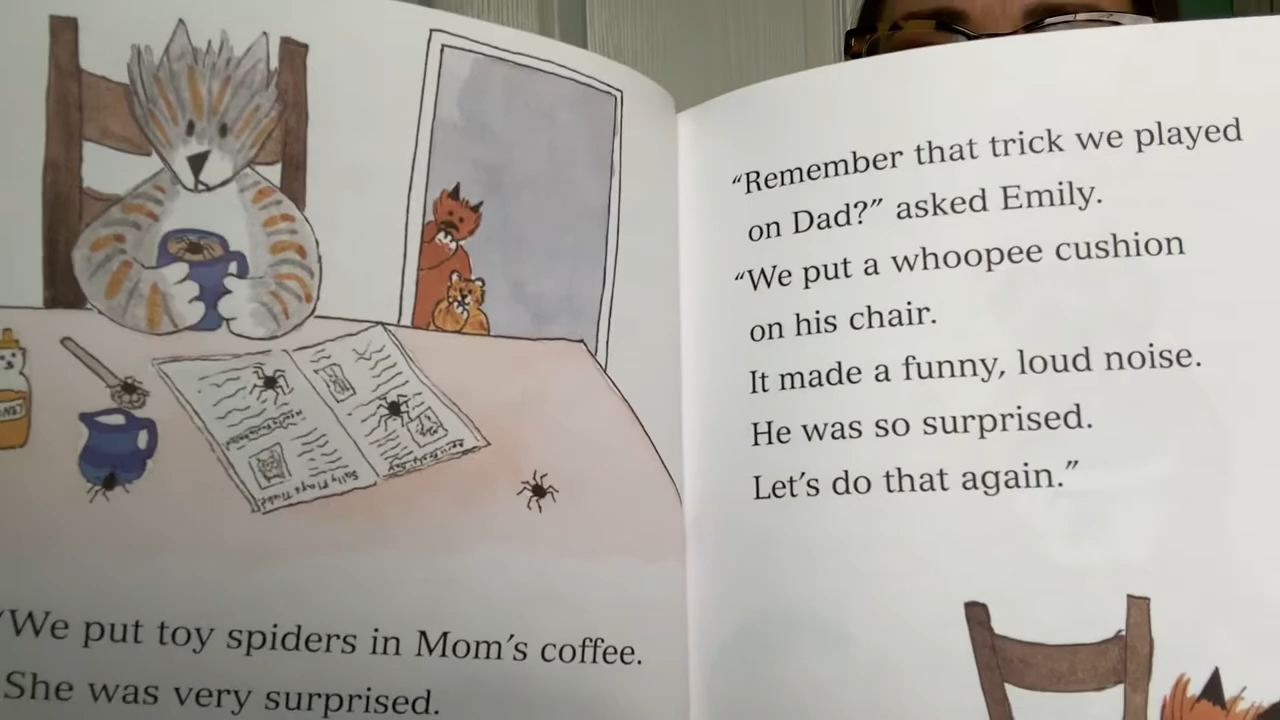 “We put toy spiders in Mom’s coffee.
She was very surprised.
“Remember that trick we played
on Dad?” asked Emily.
“We put a whoopee cushion
on his chair.
It made a funny, loud noise.
He was so surprised.
Let’s do that again.”